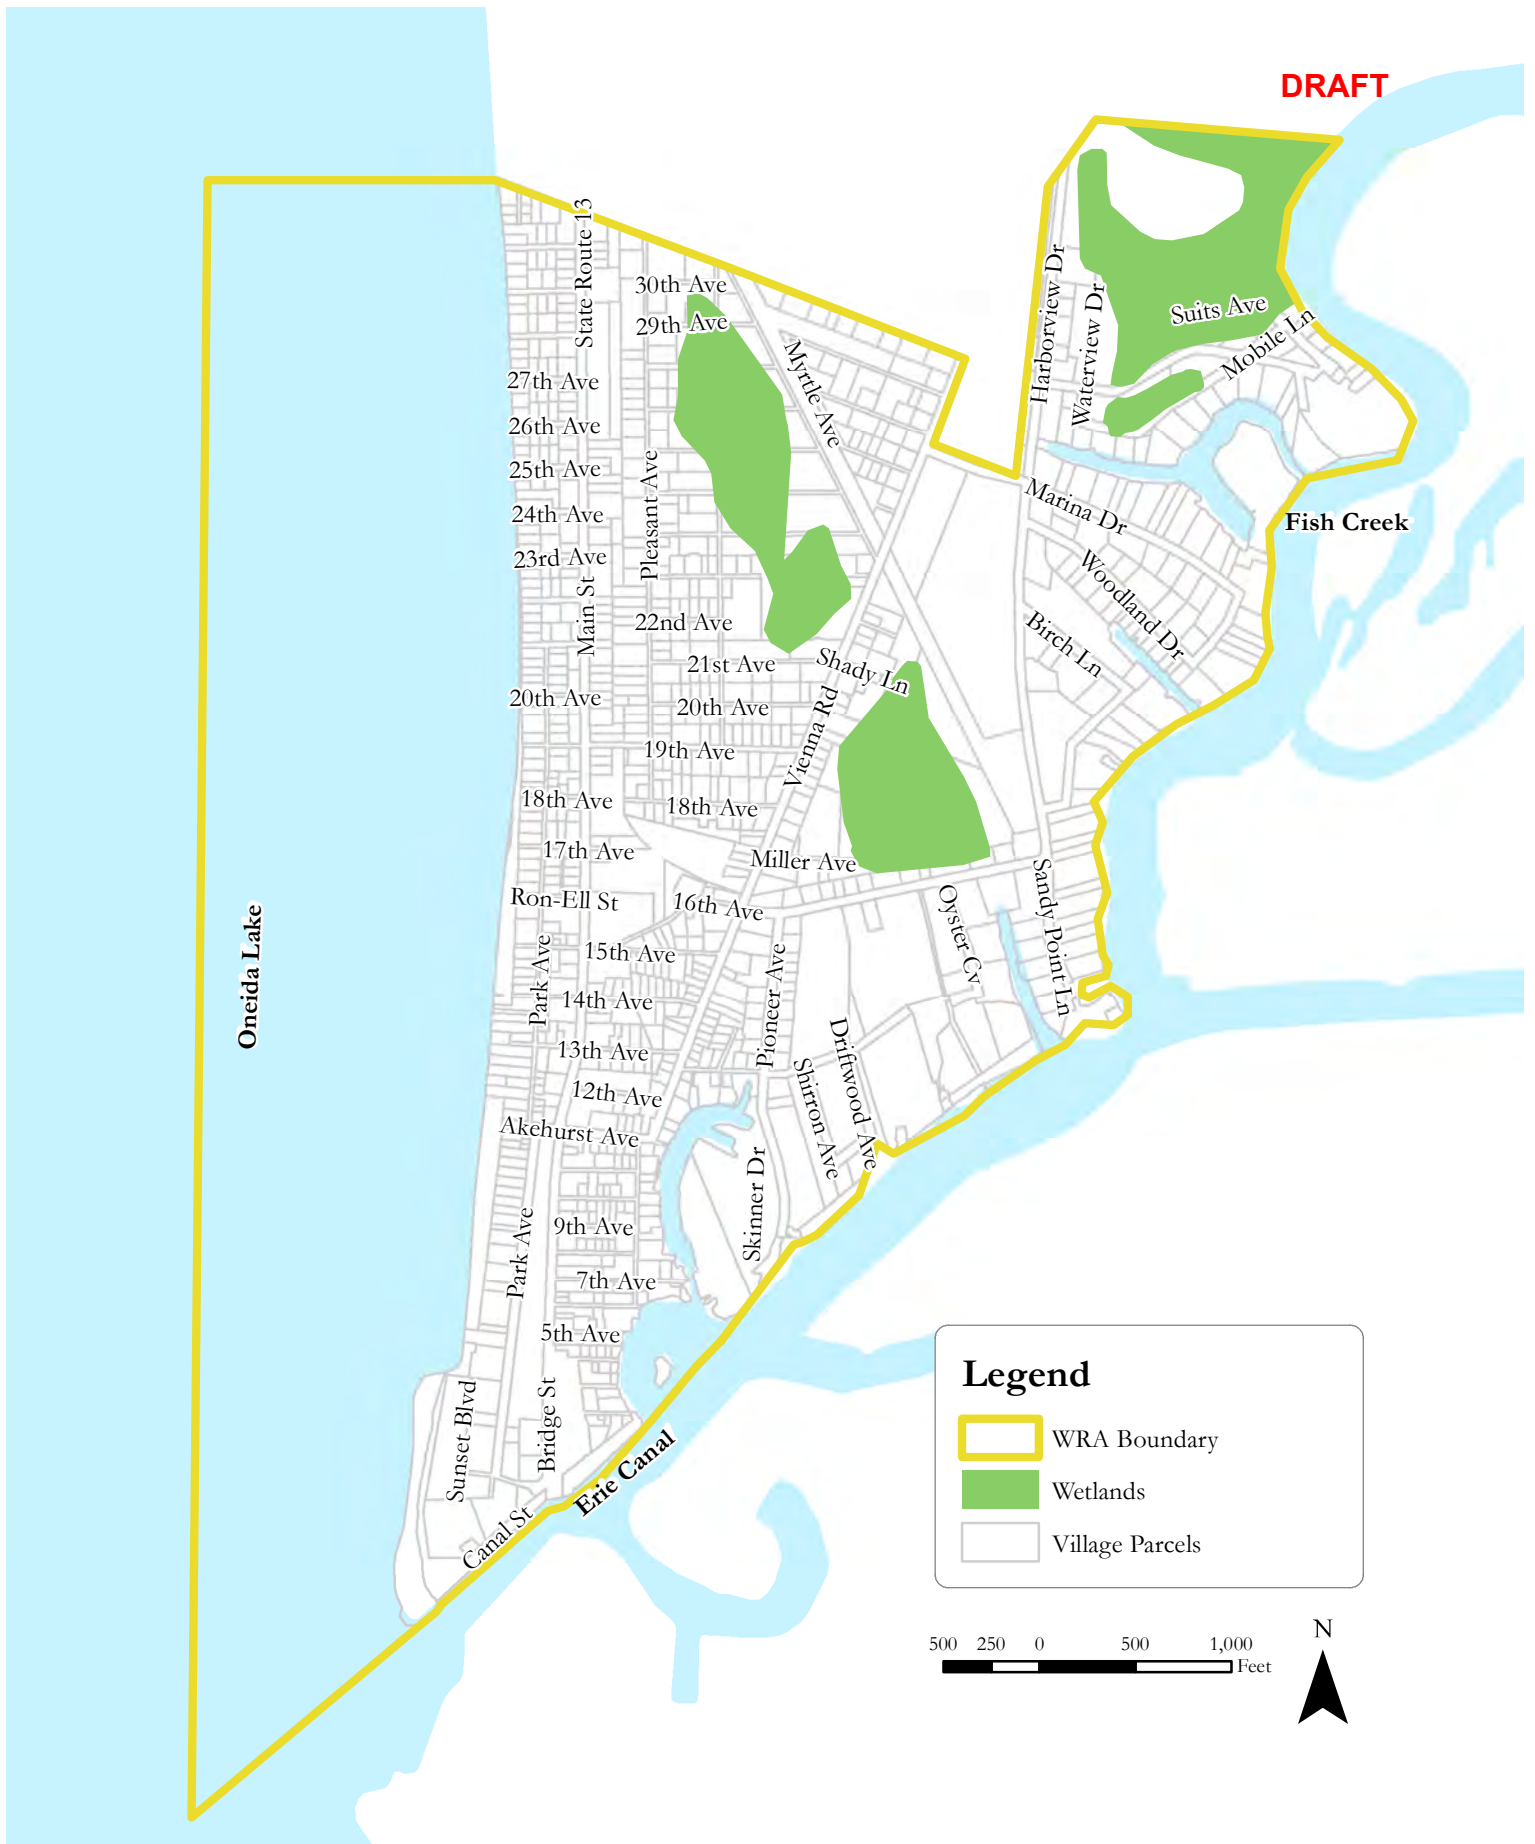 DRAFT
State Route 13
30th Ave
29th Ave
Harborview Dr
Waterview Dr
Suits Ave
Mobile Ln
Myrtle Ave
27th Ave
26th Ave
25th Ave
24th Ave
23rd Ave
Pleasant Ave
Main St
Marina Dr
Fish Creek
Woodland Dr
Birch Ln
22nd Ave
21st Ave
Shady Ln
20th Ave
20th Ave
19th Ave
Vienna Rd
18th Ave
18th Ave
17th Ave
Miller Ave
Ron-Ell St
16th Ave
Oyster Cv
Sandy Point Ln
Oneida Lake
Park Ave
15th Ave
14th Ave
Pioneer Ave
13th Ave
Driftwood Ave
Shirron Ave
12th Ave
Akehurst Ave
Skinner Dr
Park Ave
9th Ave
7th Ave
5th Ave
Sunset Blvd
Bridge St
Erie Canal
Canal St
Legend
WRA Boundary
Wetlands
Village Parcels
500 250 0 500 1,000
Feet
N